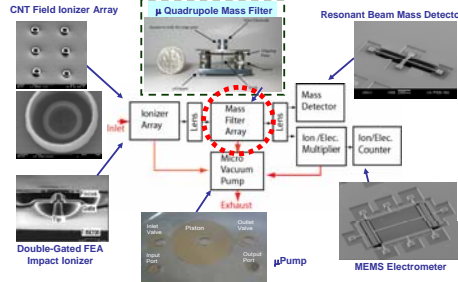 CNT Field Ionizer Array
μ Quadrupole Mass Filter
Resonant Beam Mass Detector
Ionizer
Array
Inlet
Lens
Mass
Filter
Array
Lens
Mass
Detector
Ion /Elec.
Multiplier
Ion/Elec.
Counter
Micro
Vacuum
Pump
Exhaust
Double-Gated FEA
Impact Ionizer
Inlet
Valve
Piston
Outlet
Valve
Input
Port
Output
Port
μPump
MEMS Electrometer